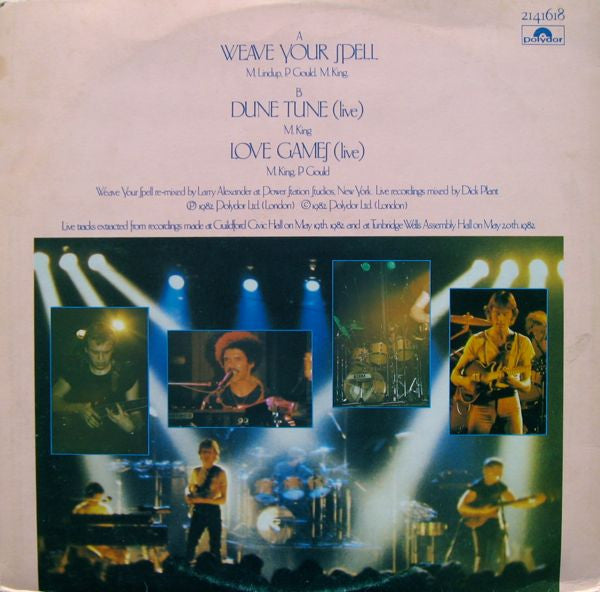 2141618
Polydor
A
WEAVE YOUR SPELL
M. Lindup, P Gould, M. King,
B
DUNE TUNE (live)
M. King
LOVE GAMES (live)
M. King, P. Gould
Weave Your Spell re-mixed by Larry Alexander at Power Station Studios, New York. Live recordings mixed by Dick Plant
Ⓟ 1982 Polydor Ltd. (London) © 1982 Polydor Ltd. (London)
Live tracks extracted from recordings made at Guildford Civic Hall on May 19th. 1982 and at Tunbridge Wells Assembly Hall on May 20th. 1982